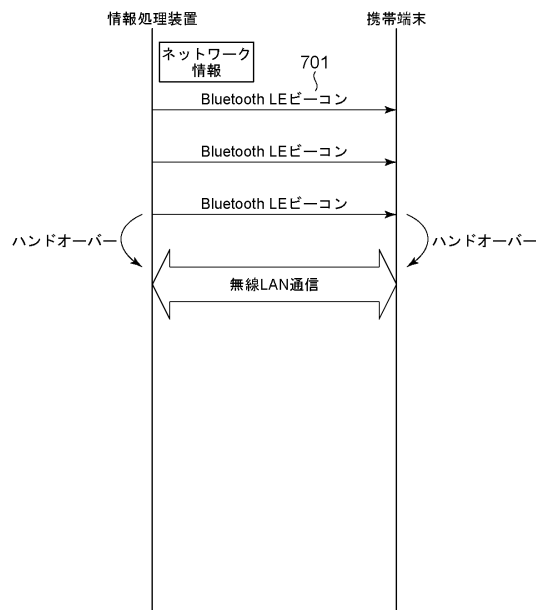 情報処理装置
携帯端末
ネットワーク
情報
701
Bluetooth LEビーコン
Bluetooth LEビーコン
Bluetooth LEビーコン
ハンドオーバー
ハンドオーバー
無線LAN通信